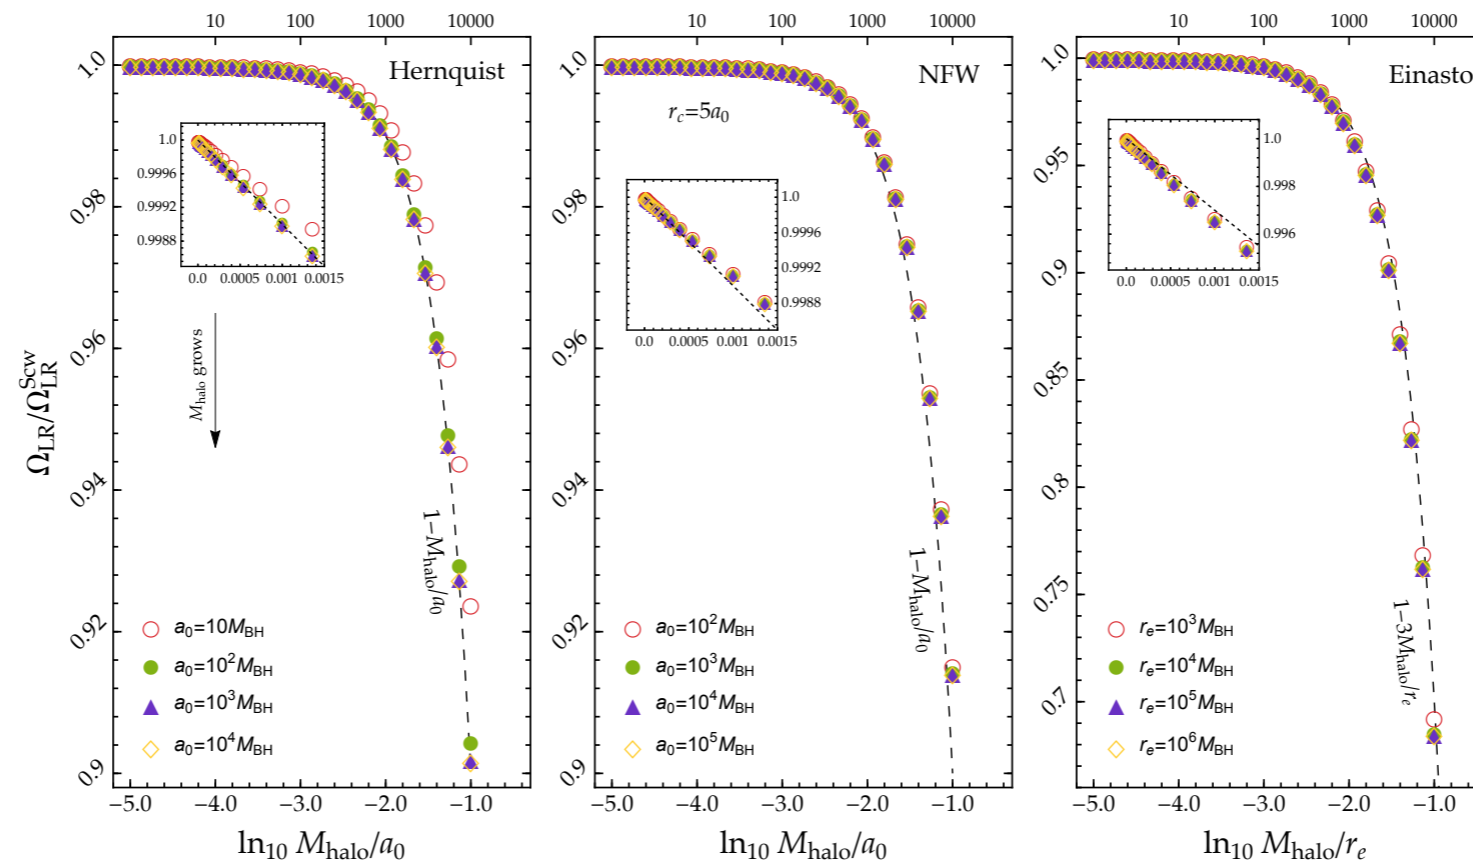 10 100 1000 10000
10 100 1000 10000
10 100 1000 10000
Hernquist
NFW
Einasto
r_c=5a_0
Ω_LR/Ω_LR^Scw
1.0
0.98
0.96
0.94
0.92
0.9
1.0
0.9996
0.9992
0.9988
0.0 0.0005 0.001 0.0015
M_halo grows
1−M_halo/a_0
a_0=10M_BH
a_0=10^2M_BH
a_0=10^3M_BH
a_0=10^4M_BH
−5.0 −4.0 −3.0 −2.0 −1.0
ln_10 M_halo/a_0
1.0
0.98
0.96
0.94
0.92
0.9
1.0
0.9996
0.9992
0.9988
0.0 0.0005 0.001 0.0015
1−M_halo/a_0
a_0=10^2M_BH
a_0=10^3M_BH
a_0=10^4M_BH
a_0=10^5M_BH
−5.0 −4.0 −3.0 −2.0 −1.0
ln_10 M_halo/a_0
1.0
0.95
0.9
0.85
0.8
0.75
0.7
1.0
0.998
0.996
0.0 0.0005 0.001 0.0015
1−3M_halo/r_e
r_e=10^3M_BH
r_e=10^4M_BH
r_e=10^5M_BH
r_e=10^6M_BH
−5.0 −4.0 −3.0 −2.0 −1.0
ln_10 M_halo/r_e